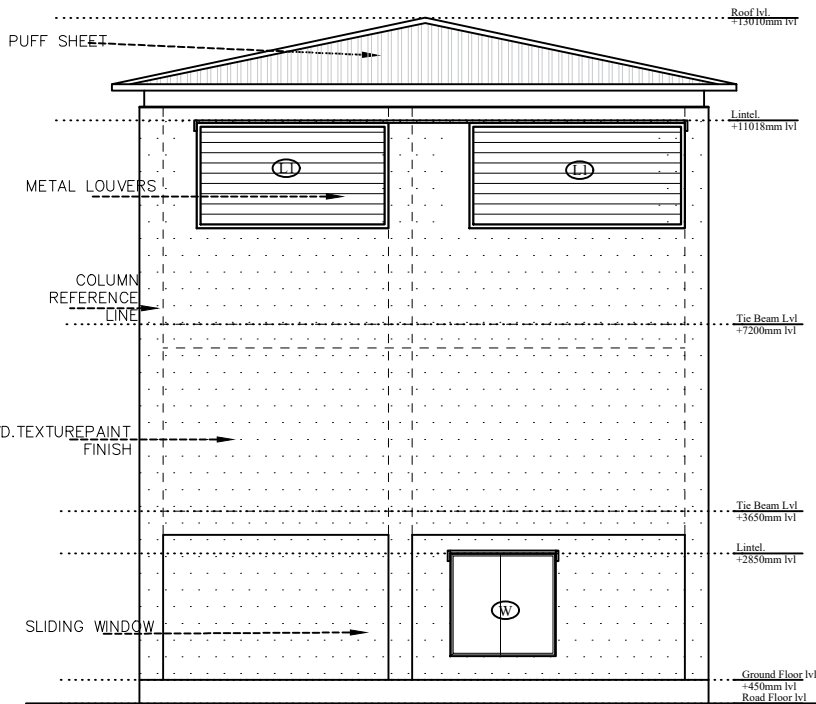 Roof lvl.
+13010mm lvl
PUFF SHEET
Lintel.
+11018mm lvl
L1
L1
METAL LOUVERS
COLUMN
REFERENCE
LINE
Tie Beam Lvl
+7200mm lvl
D.TEXTUREPAINT
FINISH
Tie Beam Lvl
+3650mm lvl
Lintel.
+2850mm lvl
W
SLIDING WINDOW
Ground Floor lvl
+450mm lvl
Road Floor lvl